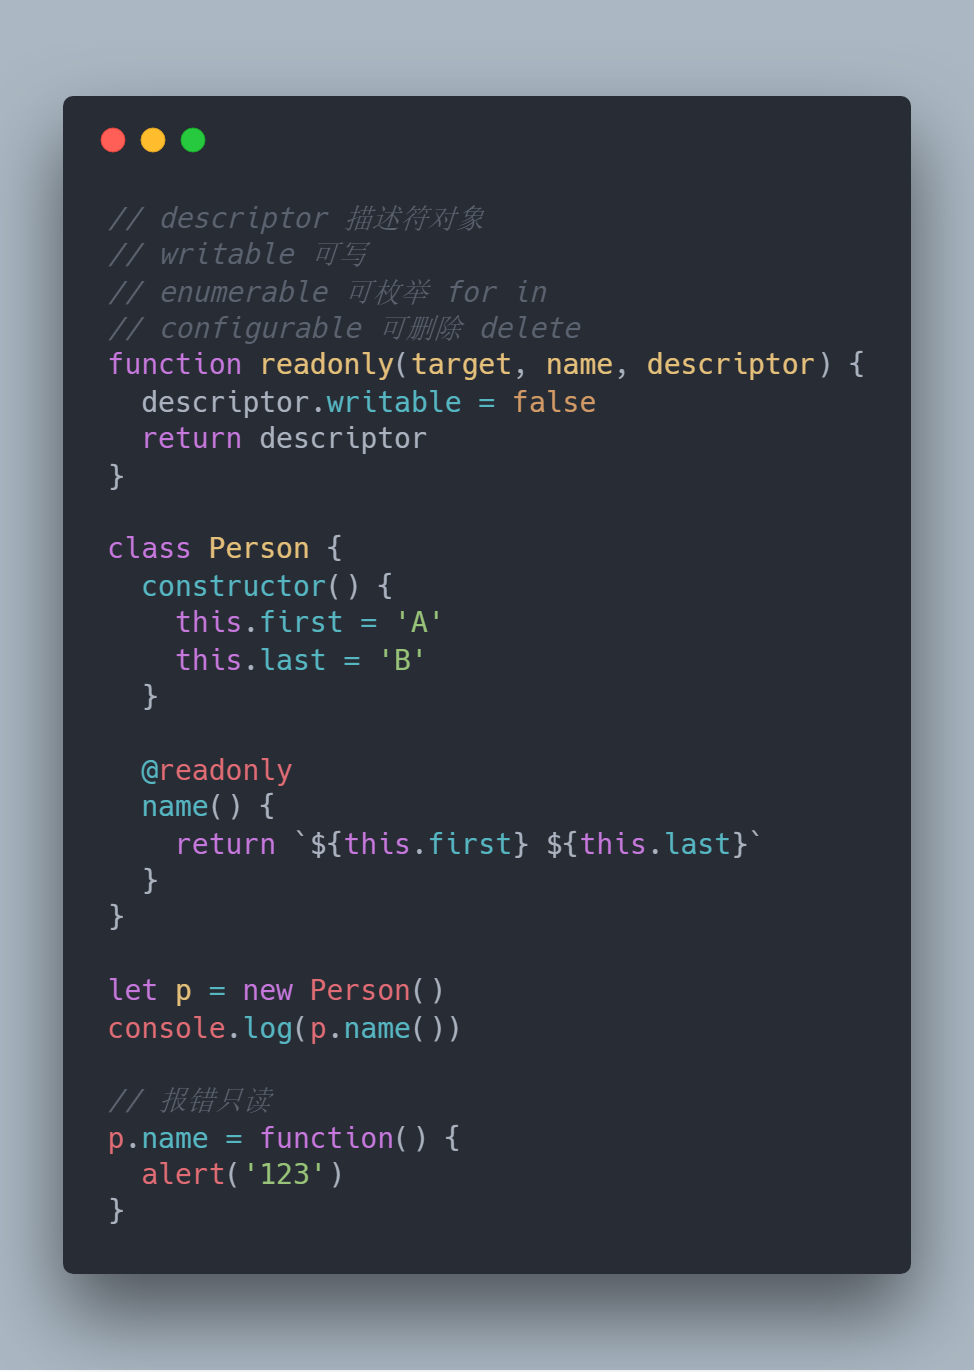 // descriptor 描述符对象
// writable 可写
// enumerable 可枚举 for in
// configurable 可删除 delete
function readonly(target, name, descriptor) {
  descriptor.writable = false
  return descriptor
}

class Person {
  constructor() {
    this.first = 'A'
    this.last = 'B'
  }

  @readonly
  name() {
    return `${this.first} ${this.last}`
  }
}

let p = new Person()
console.log(p.name())

// 报错只读
p.name = function() {
  alert('123')
}